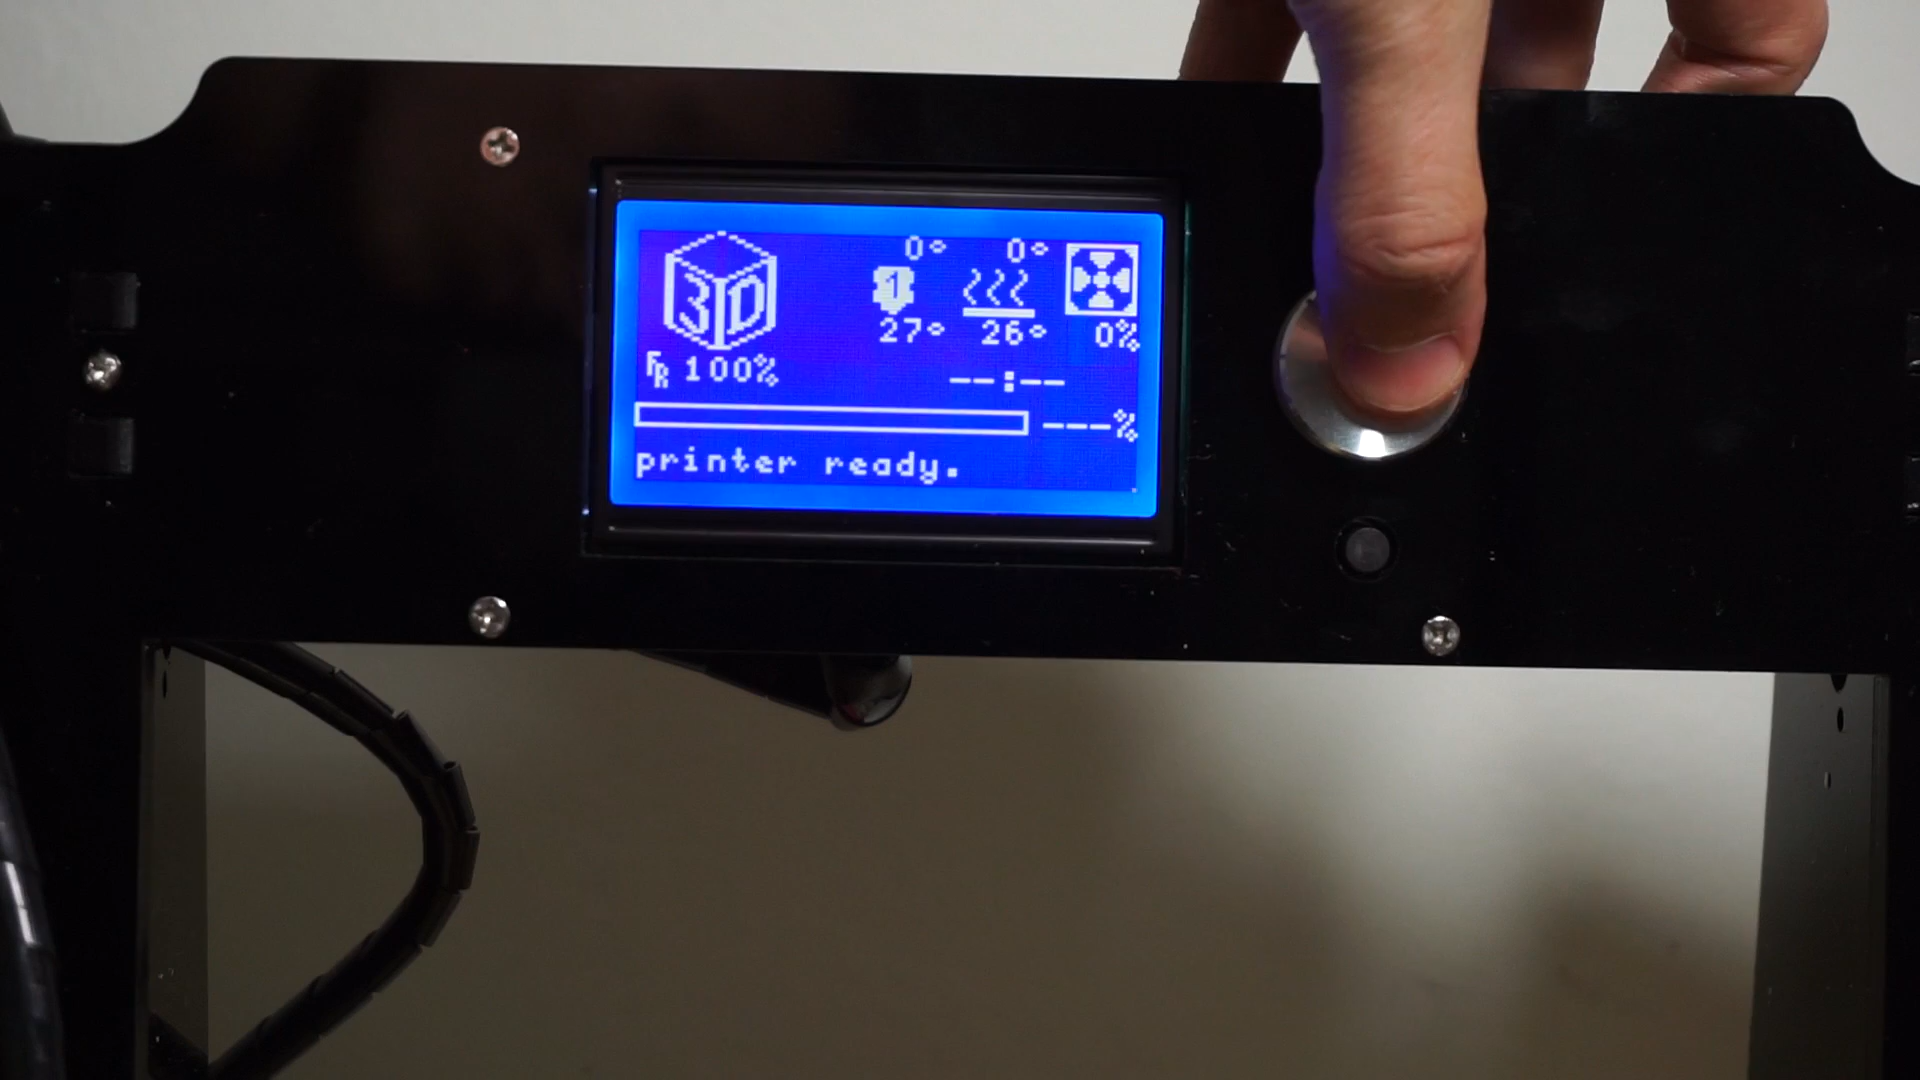 3D
0° 0°
1
27° 26° 0%
FR 100% --:--
---%
printer ready.